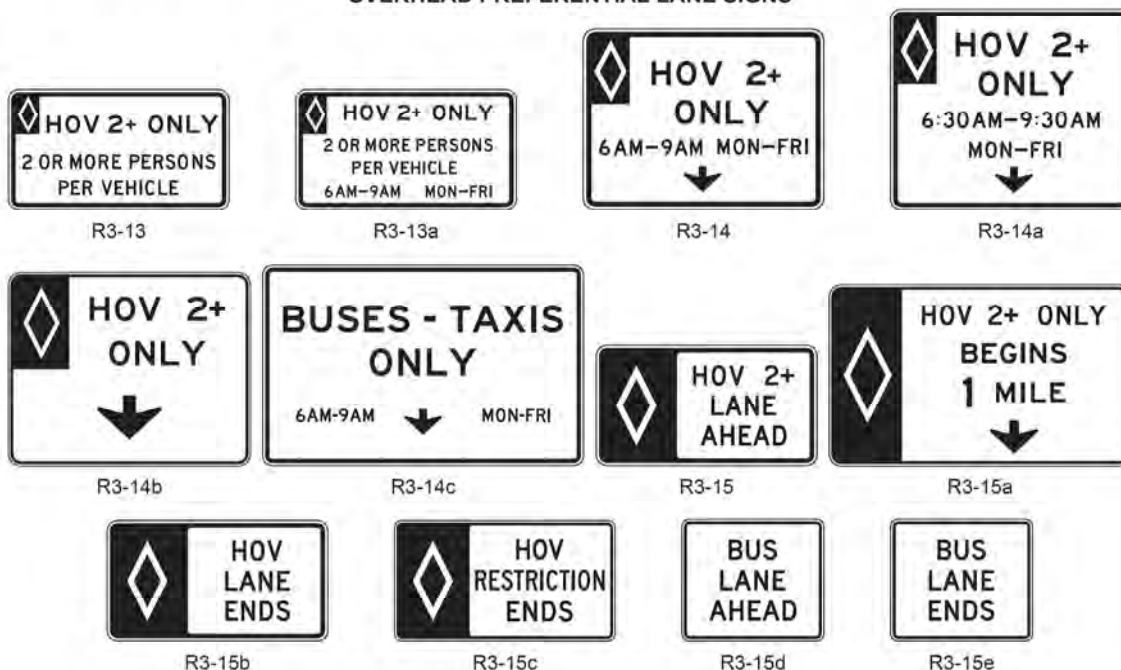 OVERHEAD PREFERENTIAL LANE SIGNS
HOV 2+ ONLY
2 OR MORE PERSONS
PER VEHICLE
R3-13
HOV 2+ ONLY
2 OR MORE PERSONS
PER VEHICLE
6AM-9AM MON-FRI
R3-13a
HOV 2+
ONLY
6AM-9AM MON-FRI
R3-14
HOV 2+
ONLY
6:30AM-9:30AM
MON-FRI
R3-14a
HOV 2+
ONLY
R3-14b
BUSES - TAXIS
ONLY
6AM-9AM MON-FRI
R3-14c
HOV 2+
LANE
AHEAD
R3-15
HOV 2+ ONLY
BEGINS
1 MILE
R3-15a
HOV
LANE
ENDS
R3-15b
HOV
RESTRICTION
ENDS
R3-15c
BUS
LANE
AHEAD
R3-15d
BUS
LANE
ENDS
R3-15e